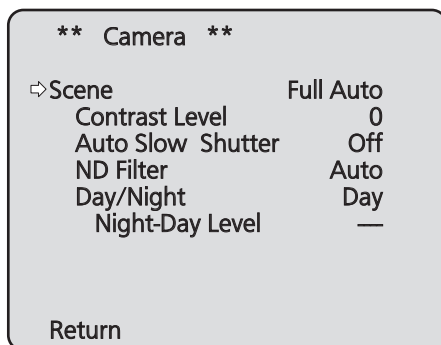 ** Camera **
⇨Scene Full Auto
Contrast Level 0
Auto Slow Shutter Off
ND Filter Auto
Day/Night Day
Night-Day Level —
Return